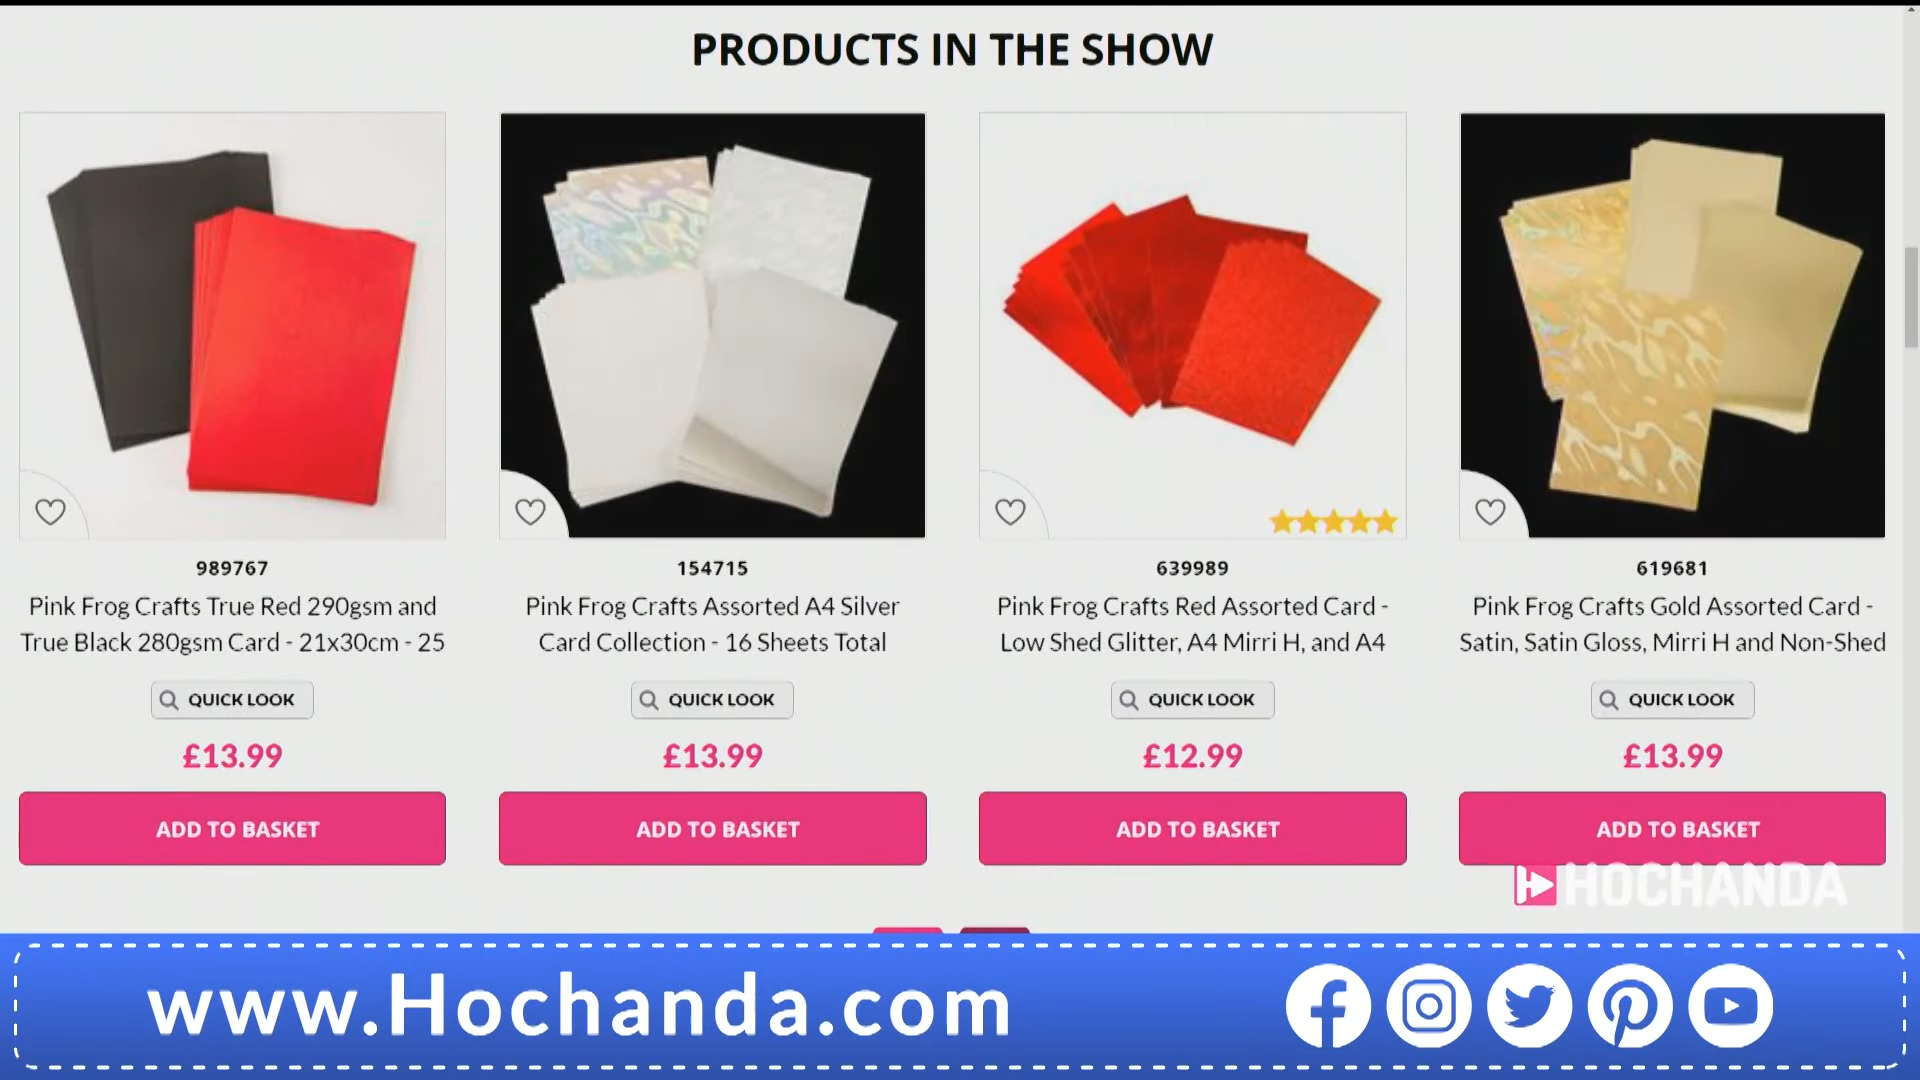 PRODUCTS IN THE SHOW
989767
Pink Frog Crafts True Red 290gsm and
True Black 280gsm Card - 21x30cm - 25
QUICK LOOK
£13.99
ADD TO BASKET
154715
Pink Frog Crafts Assorted A4 Silver
Card Collection - 16 Sheets Total
QUICK LOOK
£13.99
ADD TO BASKET
639989
Pink Frog Crafts Red Assorted Card -
Low Shed Glitter, A4 Mirri H, and A4
QUICK LOOK
£12.99
ADD TO BASKET
619681
Pink Frog Crafts Gold Assorted Card -
Satin, Satin Gloss, Mirri H and Non-Shed
QUICK LOOK
£13.99
ADD TO BASKET
HOCHANDA
www.Hochanda.com